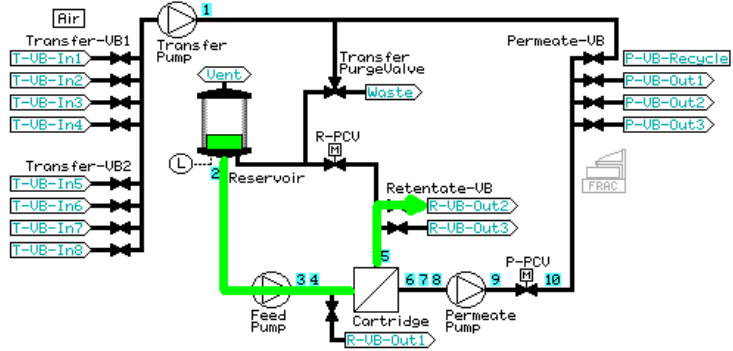 Air
1
Transfer-VB1
Transfer
Pump
Permeate-VB
T-VB-In1
T-VB-In2
T-VB-In3
T-VB-In4
Vent
Transfer
PurgeValve
Waste
P-VB-Recycle
P-VB-Out1
P-VB-Out2
P-VB-Out3
R-PCV
M
Transfer-VB2
L
2
Reservoir
T-VB-In5
T-VB-In6
T-VB-In7
T-VB-In8
Retentate-VB
R-VB-Out2
R-VB-Out3
FRAC
5
3 4
6 7 8
9
P-PCV
M
10
Feed
Pump
Cartridge
Permeate
Pump
R-VB-Out1